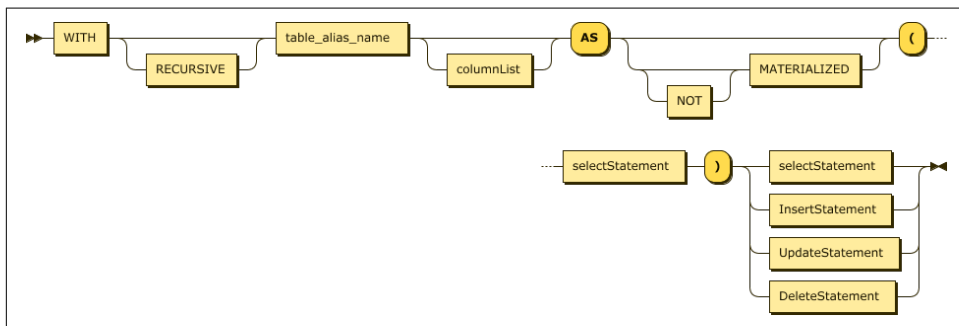 WITH table_alias_name AS (
RECURSIVE columnList MATERIALIZED
NOT
selectStatement ) selectStatement
InsertStatement
UpdateStatement
DeleteStatement